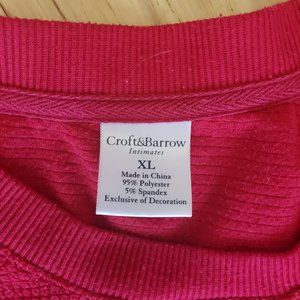 Croft&Barrow
Intimates
XL
Made in China
95% Polyester
5% Spandex
Exclusive of Decoration